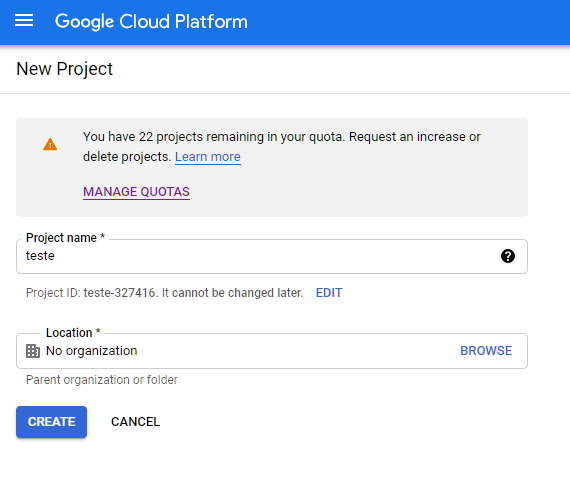 Google Cloud Platform
New Project
You have 22 projects remaining in your quota. Request an increase or
delete projects. Learn more
MANAGE QUOTAS
Project name *
teste
Project ID: teste-327416. It cannot be changed later. EDIT
Location *
No organization BROWSE
Parent organization or folder
CREATE CANCEL